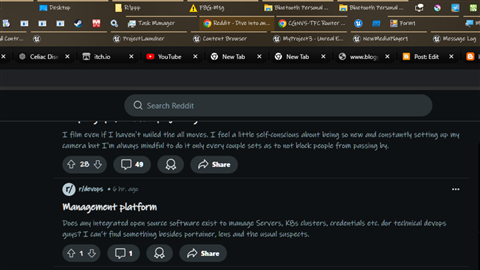 Desktop R:\ppp FBG-M19 Bluetooth Personal ... Bluetooth Personal ...
Task Manager Reddit - Dive into an... CGNV5-TFC Router ... Form1
ProjectLauncher Content Browser MyProject3 - Unreal E... NewMediaPlayer1 Message Log
Celiac Dis itch.io YouTube New Tab New Tab www.blog Post: Edit
Search Reddit
I film even if I haven't nailed the all moves. I feel a little self-conscious about being so new and constantly setting up my
camera but I'm always mindful to do it only every couple sets as to not block people from passing by.
28 49 Share
r/ r/devops • 6 hr. ago
Management platform
Does any integrated open source software exist to manage Servers, K8s clusters, credentials etc. dor technical devops
guys? I can't find something besides portainer, lens and the usual suspects.
1 1 Share